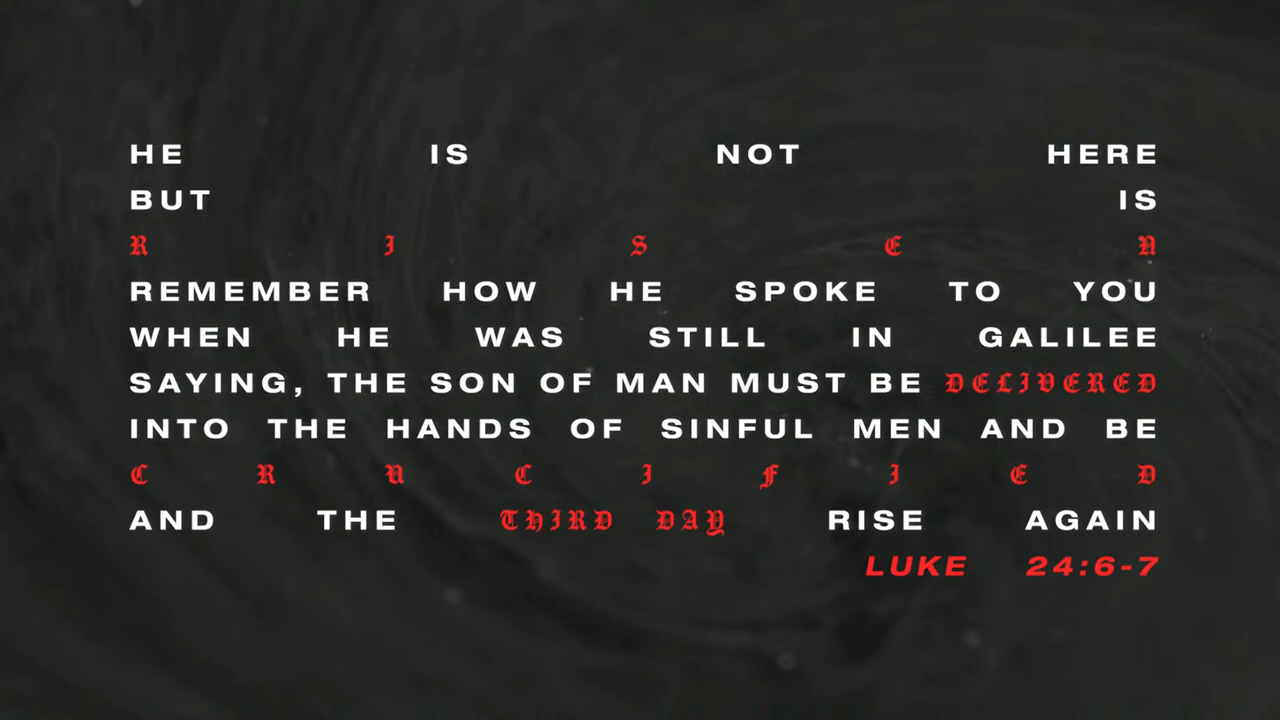 HE IS NOT HERE
BUT IS
RISEN
REMEMBER HOW HE SPOKE TO YOU
WHEN HE WAS STILL IN GALILEE
SAYING, THE SON OF MAN MUST BE DELIVERED
INTO THE HANDS OF SINFUL MEN AND BE
CRUCIFIED
AND THE THIRD DAY RISE AGAIN
LUKE 24:6-7